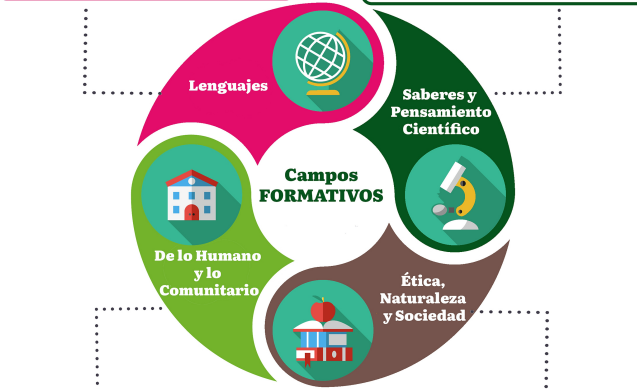 Lenguajes
Saberes y
Pensamiento
Científico
Campos
FORMATIVOS
De lo Humano
y lo
Comunitario
Ética,
Naturaleza
y Sociedad